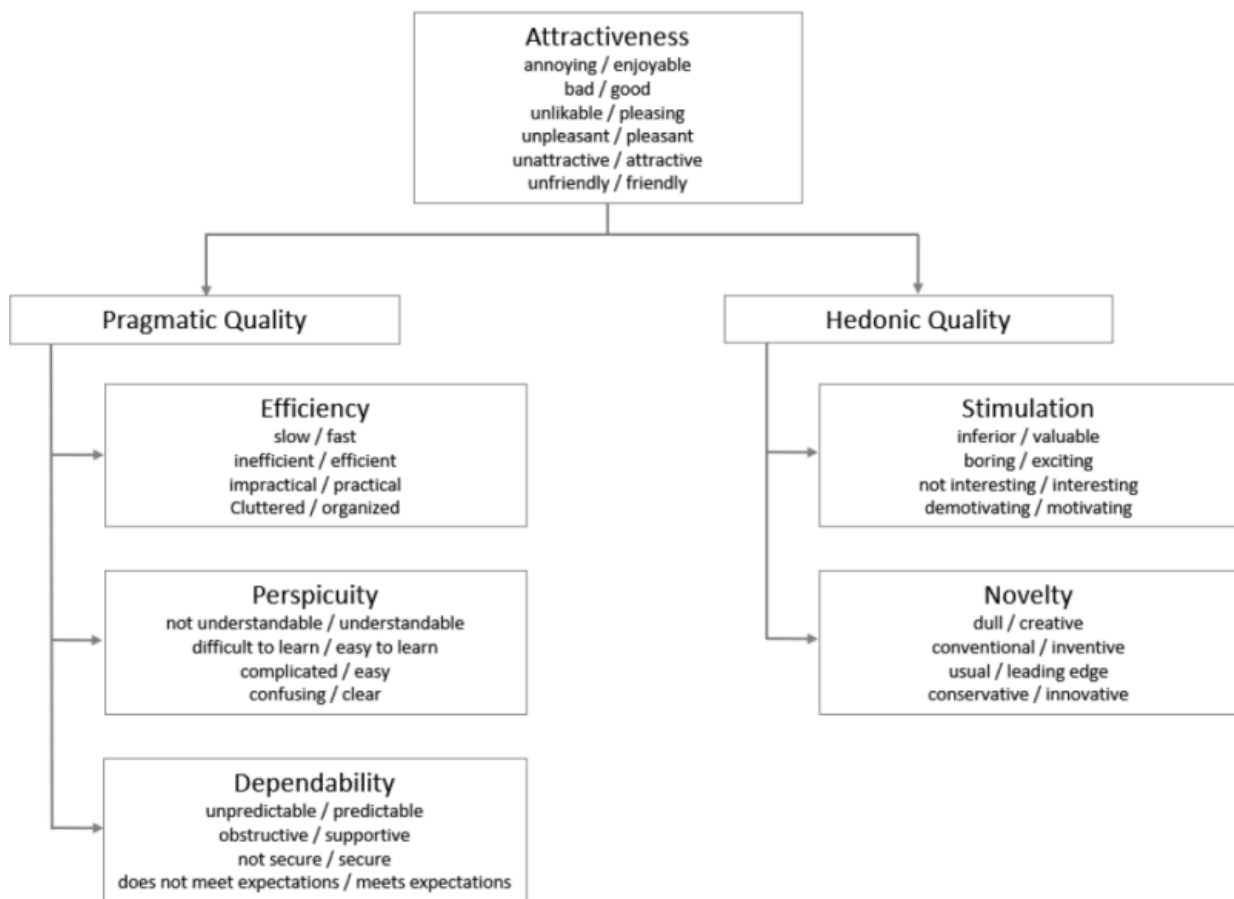 Attractiveness
annoying / enjoyable
bad / good
unlikable / pleasing
unpleasant / pleasant
unattractive / attractive
unfriendly / friendly
Pragmatic Quality
Efficiency
slow / fast
inefficient / efficient
impractical / practical
Cluttered / organized
Perspicuity
not understandable / understandable
difficult to learn / easy to learn
complicated / easy
confusing / clear
Dependability
unpredictable / predictable
obstructive / supportive
not secure / secure
does not meet expectations / meets expectations
Hedonic Quality
Stimulation
inferior / valuable
boring / exciting
not interesting / interesting
demotivating / motivating
Novelty
dull / creative
conventional / inventive
usual / leading edge
conservative / innovative